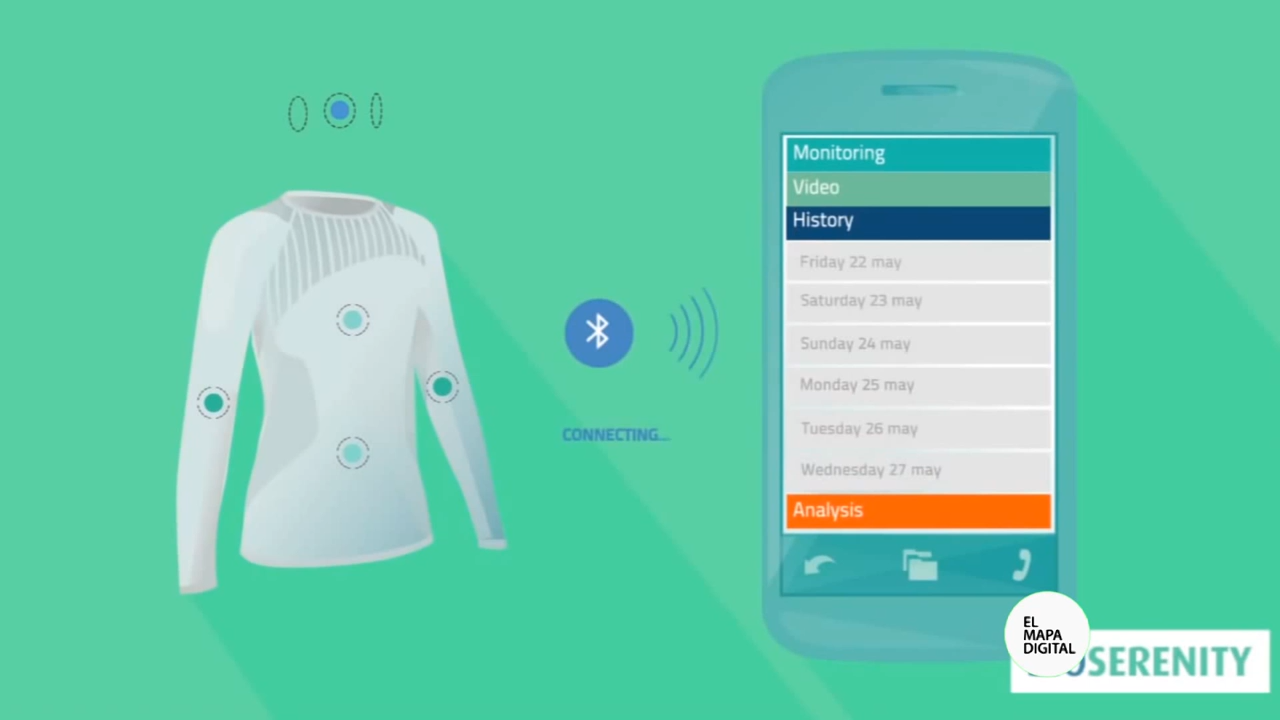 Monitoring
Video
History
Friday 22 may
Saturday 23 may
Sunday 24 may
Monday 25 may
Tuesday 26 may
Wednesday 27 may
Analysis
CONNECTING...
EL
MAPA
DIGITAL
SERENITY